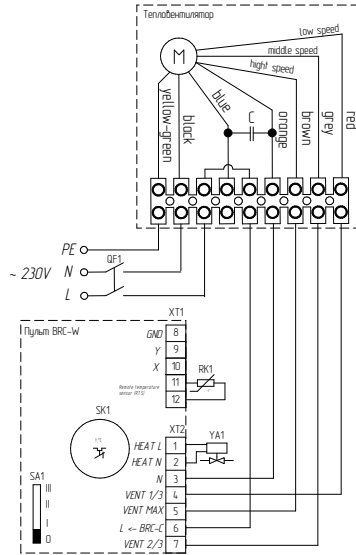 Тепловентилятор
low speed
middle speed
hight speed
M
yellow-green
black
blue
C
orange
brown
grey
red
PE
~ 230V N
QF1
L
Пульт BRC-W
XT1
GND 8
Y 9
X 10
11
Remote temperature
sensor (RTS)
12
RK1
SK1
t°C
XT2
HEAT L 1
YA1
HEAT N 2
N 3
VENT 1/3 4
VENT MAX 5
L <- BRC-C 6
VENT 2/3 7
SA1
III
II
I
0